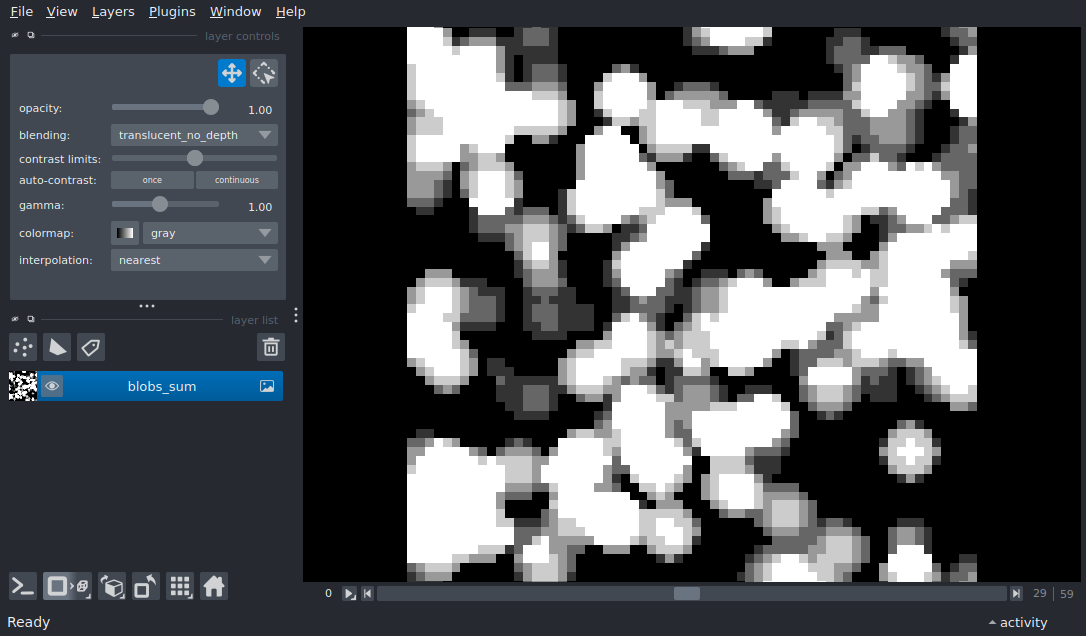 File View Layers Plugins Window Help
layer controls
opacity: 1.00
blending: translucent_no_depth
contrast limits:
auto-contrast: once continuous
gamma: 1.00
colormap: gray
interpolation: nearest
layer list
blobs_sum
0 29 59
Ready activity